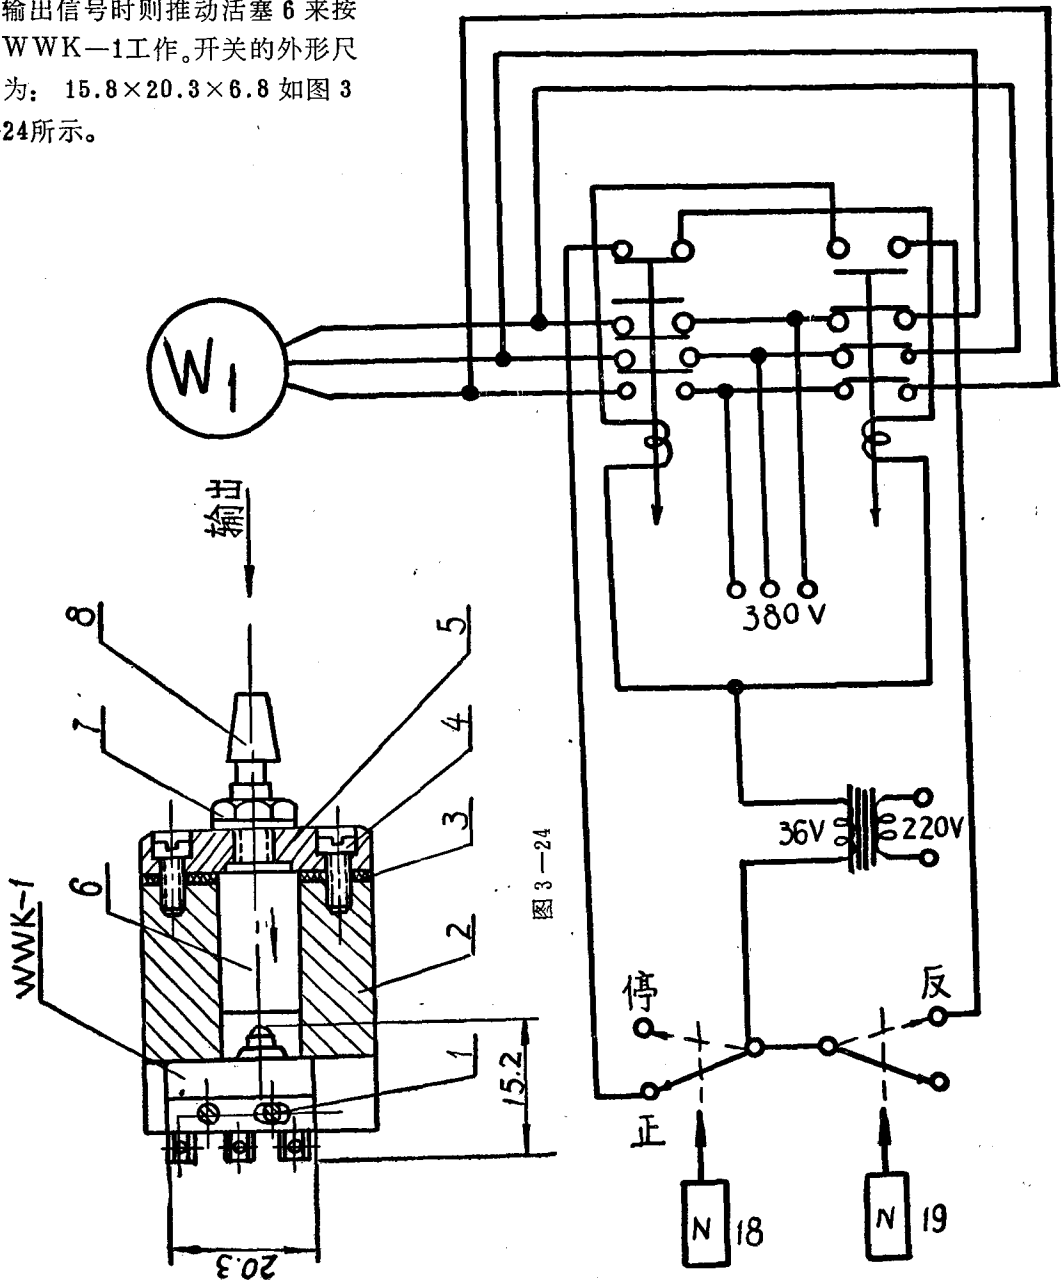 输出信号时则推动活塞6来按
WWK—1工作。开关的外形尺
为： 15.8×20.3×6.8 如图3
24所示。
W1
输出
8
7
6
WWK-1
5
4
3
2
1
15.2
20.3
图 3—24
380V
36V
220V
停
正
反
N 18
N 19